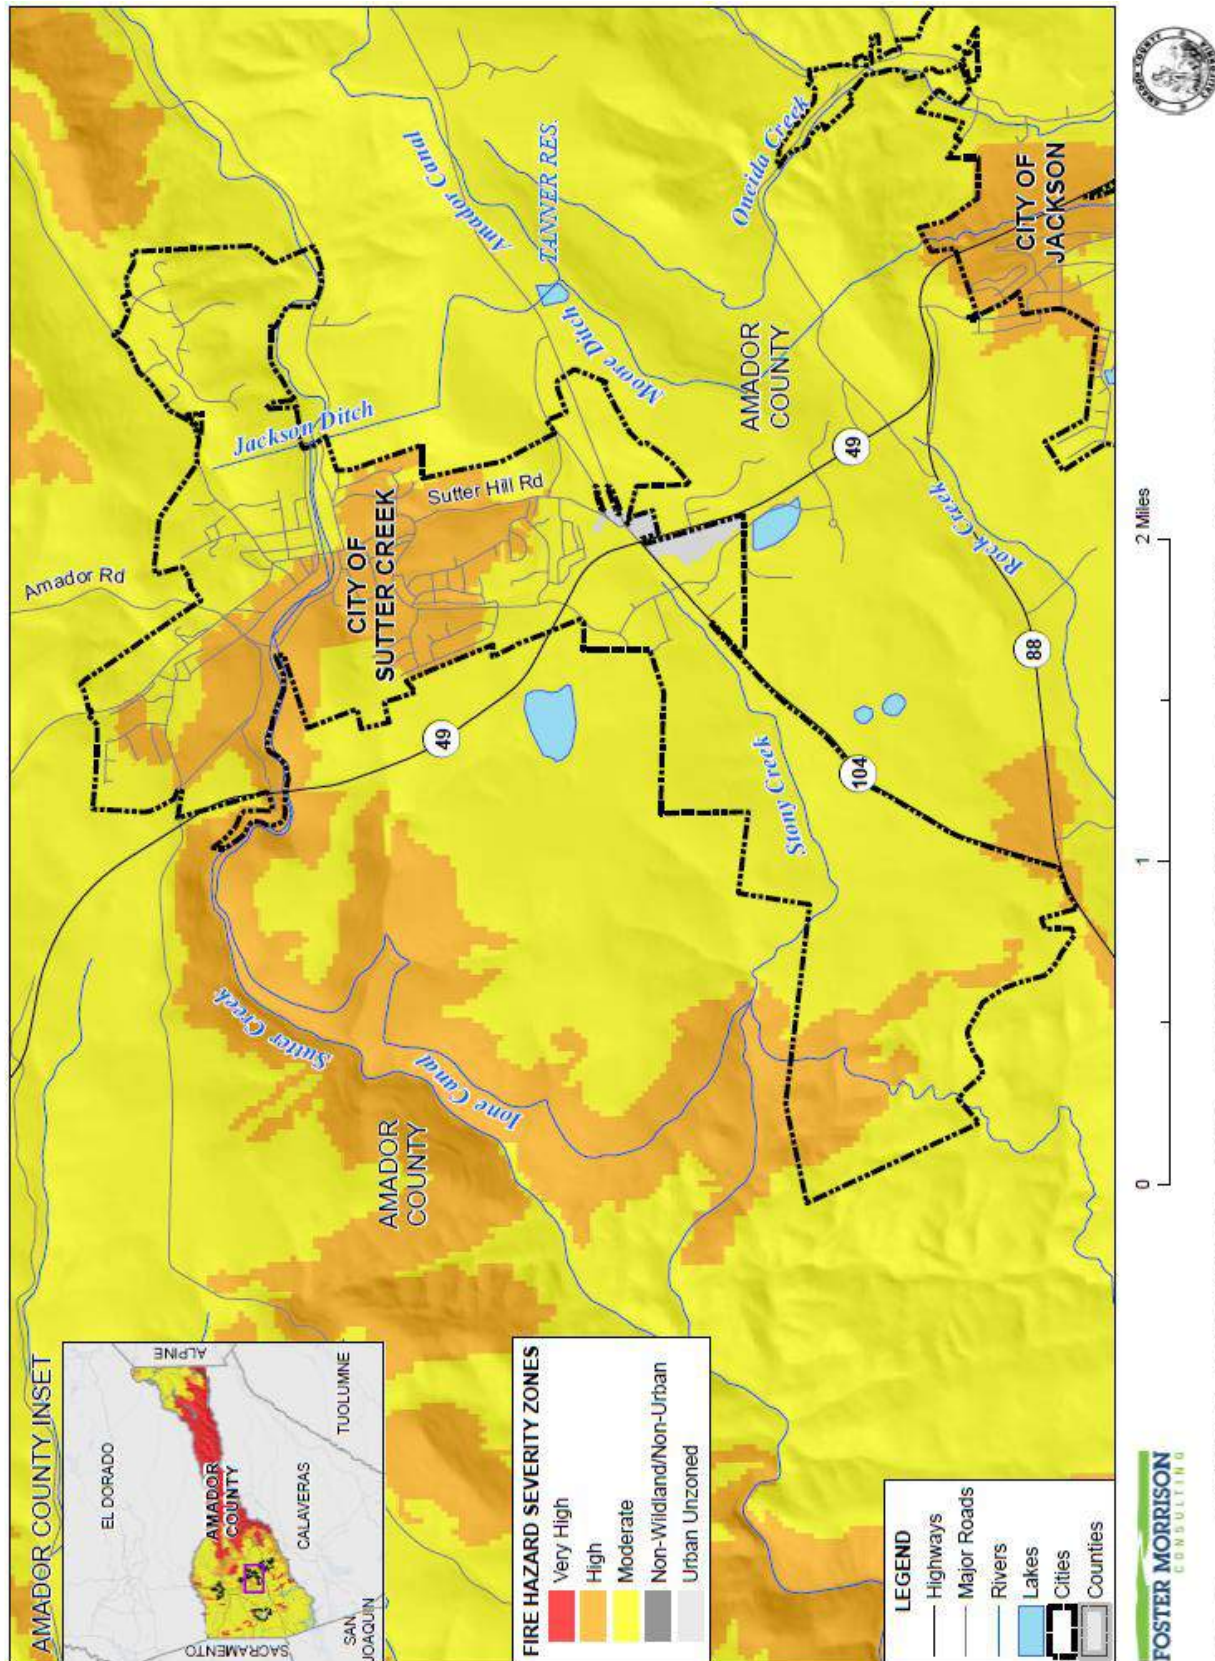 AMADOR COUNTY INSET
EL DORADO
ALPINE
AMADOR
COUNTY
SACRAMENTO
SAN
JOAQUIN
CALAVERAS
TUOLUMNE
FIRE HAZARD SEVERITY ZONES
Very High
High
Moderate
Non-Wildland/Non-Urban
Urban Unzoned
LEGEND
Highways
Major Roads
Rivers
Lakes
Cities
Counties
Amador Rd
Jackson Ditch
Amador Canal
TANNER RES.
Moore Ditch
Oneida Creek
CITY OF
SUTTER CREEK
Sutter Hill Rd
49
49
Sutter Creek
Ione Canal
AMADOR
COUNTY
AMADOR
COUNTY
CITY OF
JACKSON
Stony Creek
Rock Creek
104
88
0
1
2 Miles
FOSTER MORRISON
CONSULTING
AMADOR COUNTY